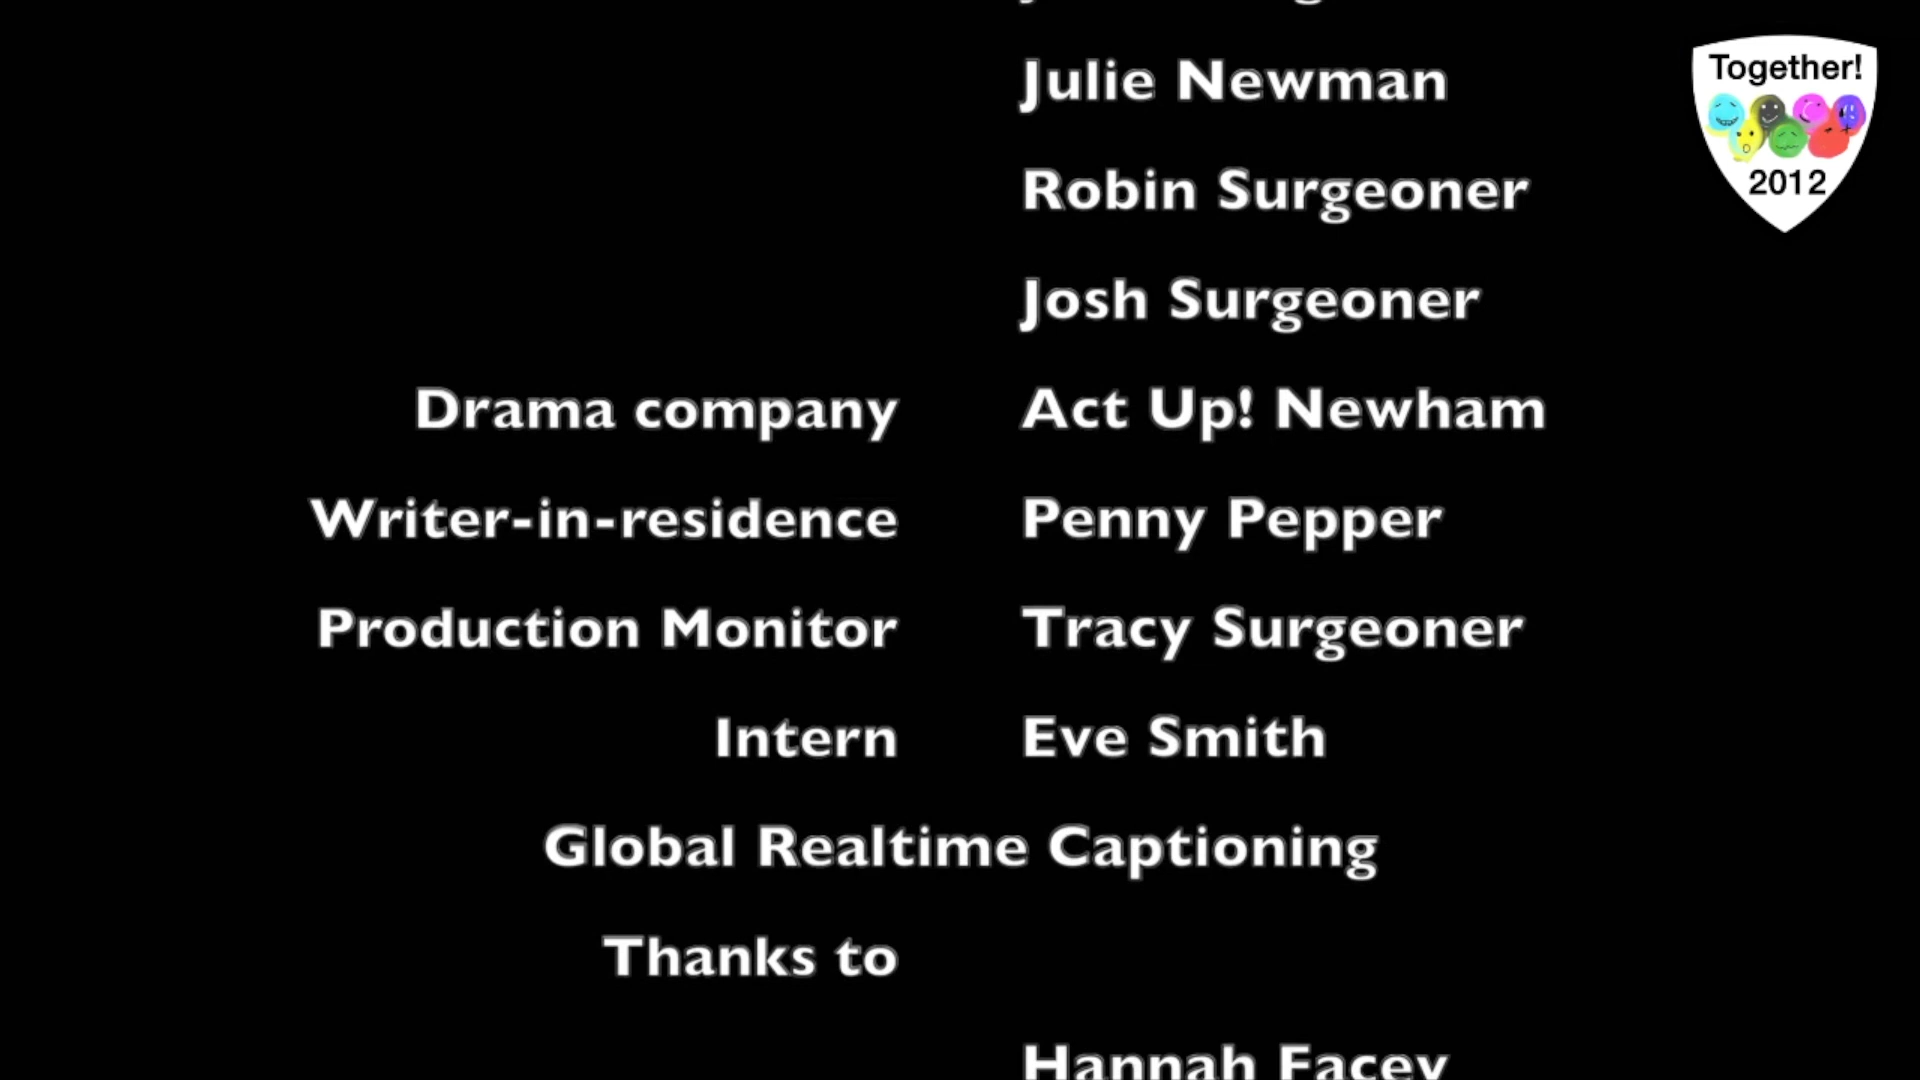 Julie Newman
Robin Surgeoner
Josh Surgeoner
Drama company Act Up! Newham
Writer-in-residence Penny Pepper
Production Monitor Tracy Surgeoner
Intern Eve Smith
Global Realtime Captioning
Thanks to
Hannah Facey
Together!
2012